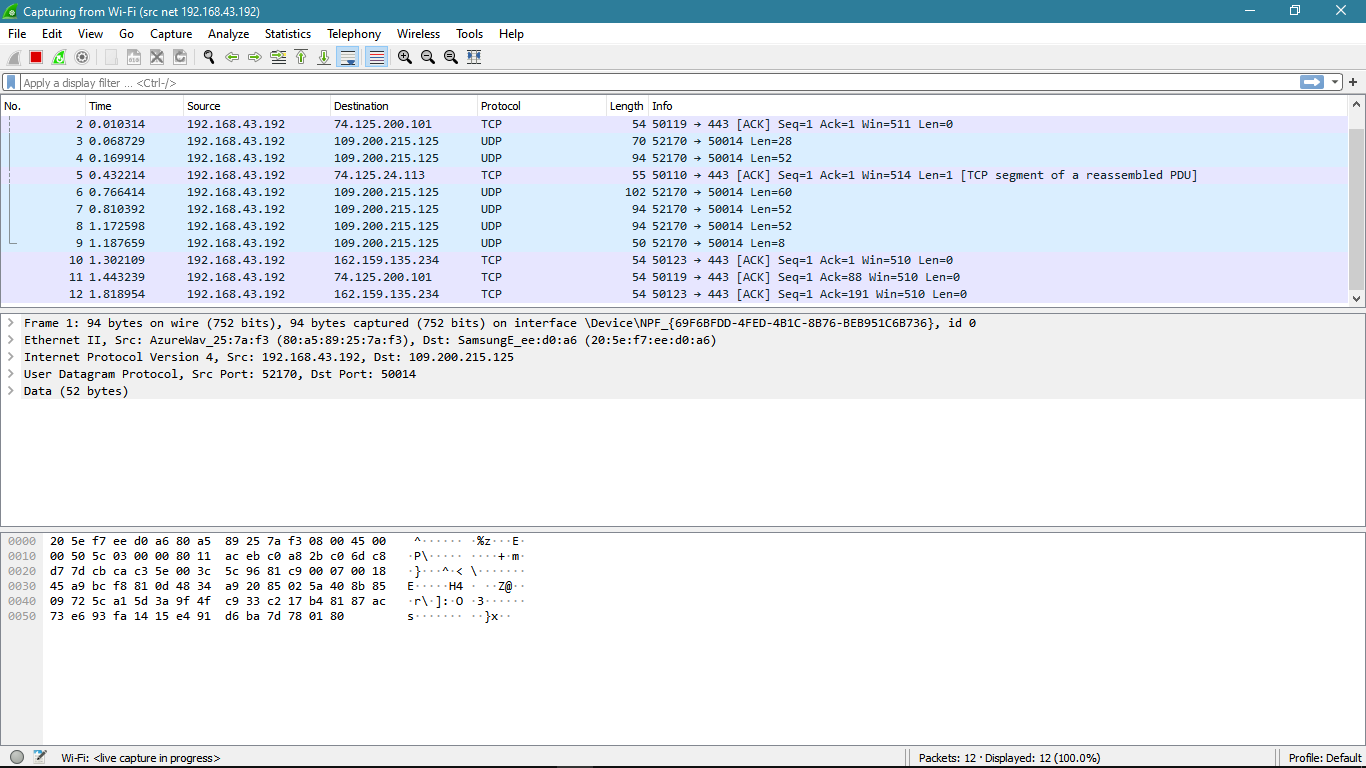 Capturing from Wi-Fi (src net 192.168.43.192)
File Edit View Go Capture Analyze Statistics Telephony Wireless Tools Help
Apply a display filter ... <Ctrl-/>
No. Time Source Destination Protocol Length Info
2 0.010314 192.168.43.192 74.125.200.101 TCP 54 50119 → 443 [ACK] Seq=1 Ack=1 Win=511 Len=0
3 0.068729 192.168.43.192 109.200.215.125 UDP 70 52170 → 50014 Len=28
4 0.169914 192.168.43.192 109.200.215.125 UDP 94 52170 → 50014 Len=52
5 0.432214 192.168.43.192 74.125.24.113 TCP 55 50110 → 443 [ACK] Seq=1 Ack=1 Win=514 Len=1 [TCP segment of a reassembled PDU]
6 0.766414 192.168.43.192 109.200.215.125 UDP 102 52170 → 50014 Len=60
7 0.810392 192.168.43.192 109.200.215.125 UDP 94 52170 → 50014 Len=52
8 1.172598 192.168.43.192 109.200.215.125 UDP 94 52170 → 50014 Len=52
9 1.187659 192.168.43.192 109.200.215.125 UDP 50 52170 → 50014 Len=8
10 1.302109 192.168.43.192 162.159.135.234 TCP 54 50123 → 443 [ACK] Seq=1 Ack=1 Win=510 Len=0
11 1.443239 192.168.43.192 74.125.200.101 TCP 54 50119 → 443 [ACK] Seq=1 Ack=88 Win=510 Len=0
12 1.818954 192.168.43.192 162.159.135.234 TCP 54 50123 → 443 [ACK] Seq=1 Ack=191 Win=510 Len=0
Frame 1: 94 bytes on wire (752 bits), 94 bytes captured (752 bits) on interface \Device\NPF_{69F6BFDD-4FED-4B1C-8B76-BEB951C6B736}, id 0
Ethernet II, Src: AzureWav_25:7a:f3 (80:a5:89:25:7a:f3), Dst: SamsungE_ee:d0:a6 (20:5e:f7:ee:d0:a6)
Internet Protocol Version 4, Src: 192.168.43.192, Dst: 109.200.215.125
User Datagram Protocol, Src Port: 52170, Dst Port: 50014
Data (52 bytes)
0000 20 5e f7 ee d0 a6 80 a5 89 25 7a f3 08 00 45 00 ^······ ·%z···E·
0010 00 50 5c 03 00 00 80 11 ac eb c0 a8 2b c0 6d c8 ·P\····· ····+·m·
0020 d7 7d cb ca c3 5e 00 3c 5c 96 81 c9 00 07 00 18 ·}···^·< \·······
0030 45 a9 bc f8 81 0d 48 34 a9 20 85 02 5a 40 8b 85 E·····H4 · ··Z@··
0040 09 72 5c a1 5d 3a 9f 4f c9 33 c2 17 b4 81 87 ac ·r\·]:·O ·3······
0050 73 e6 93 fa 14 15 e4 91 d6 ba 7d 78 01 80 s······· ··}x··
Wi-Fi: <live capture in progress> Packets: 12 · Displayed: 12 (100.0%) Profile: Default